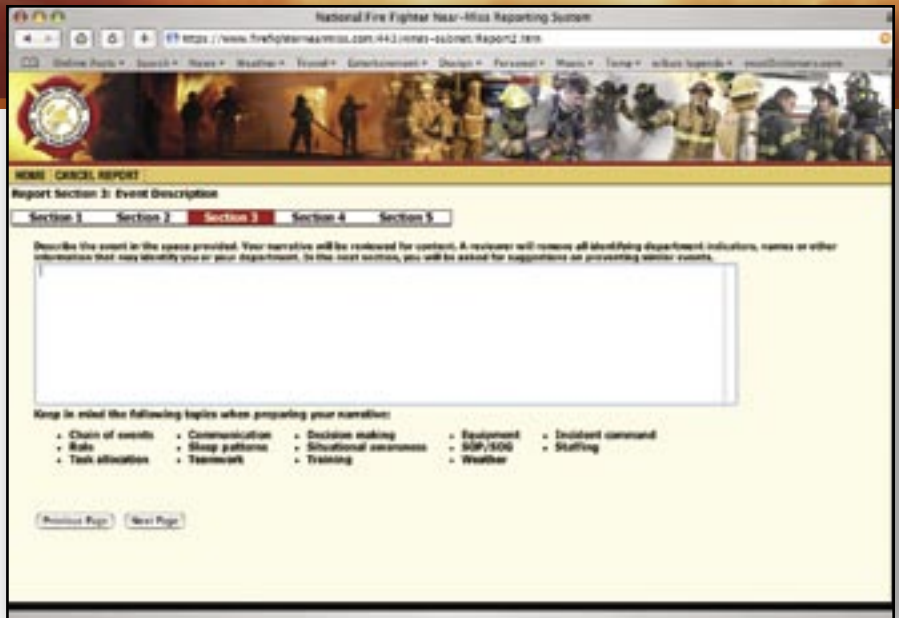 National Fire Fighter Near-Miss Reporting System
HOME CANCEL REPORT
Report Section 3: Event Description
Section 1 Section 2 Section 3 Section 4 Section 5
Describe the event in the space provided. Your narrative will be reviewed for content. A reviewer will remove all identifying department indicators, names or other
information that may identify you or your department. In the next section, you will be asked for suggestions on preventing similar events.
Keep in mind the following topics when preparing your narrative:
• Chain of events • Communication • Decision making • Equipment • Incident command
• Role • Sleep patterns • Situational awareness • SOP/SOG • Staffing
• Task allocation • Teamwork • Training • Weather
Previous Page Next Page